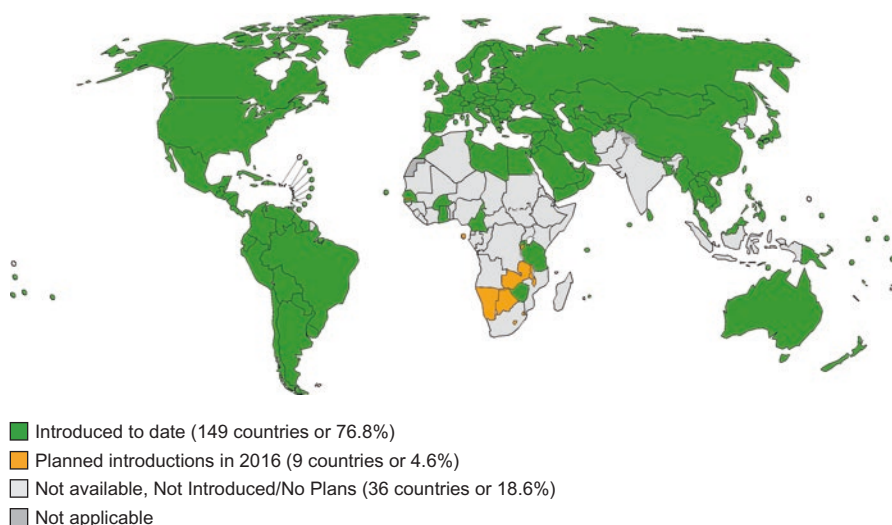 Introduced to date (149 countries or 76.8%)
Planned introductions in 2016 (9 countries or 4.6%)
Not available, Not Introduced/No Plans (36 countries or 18.6%)
Not applicable